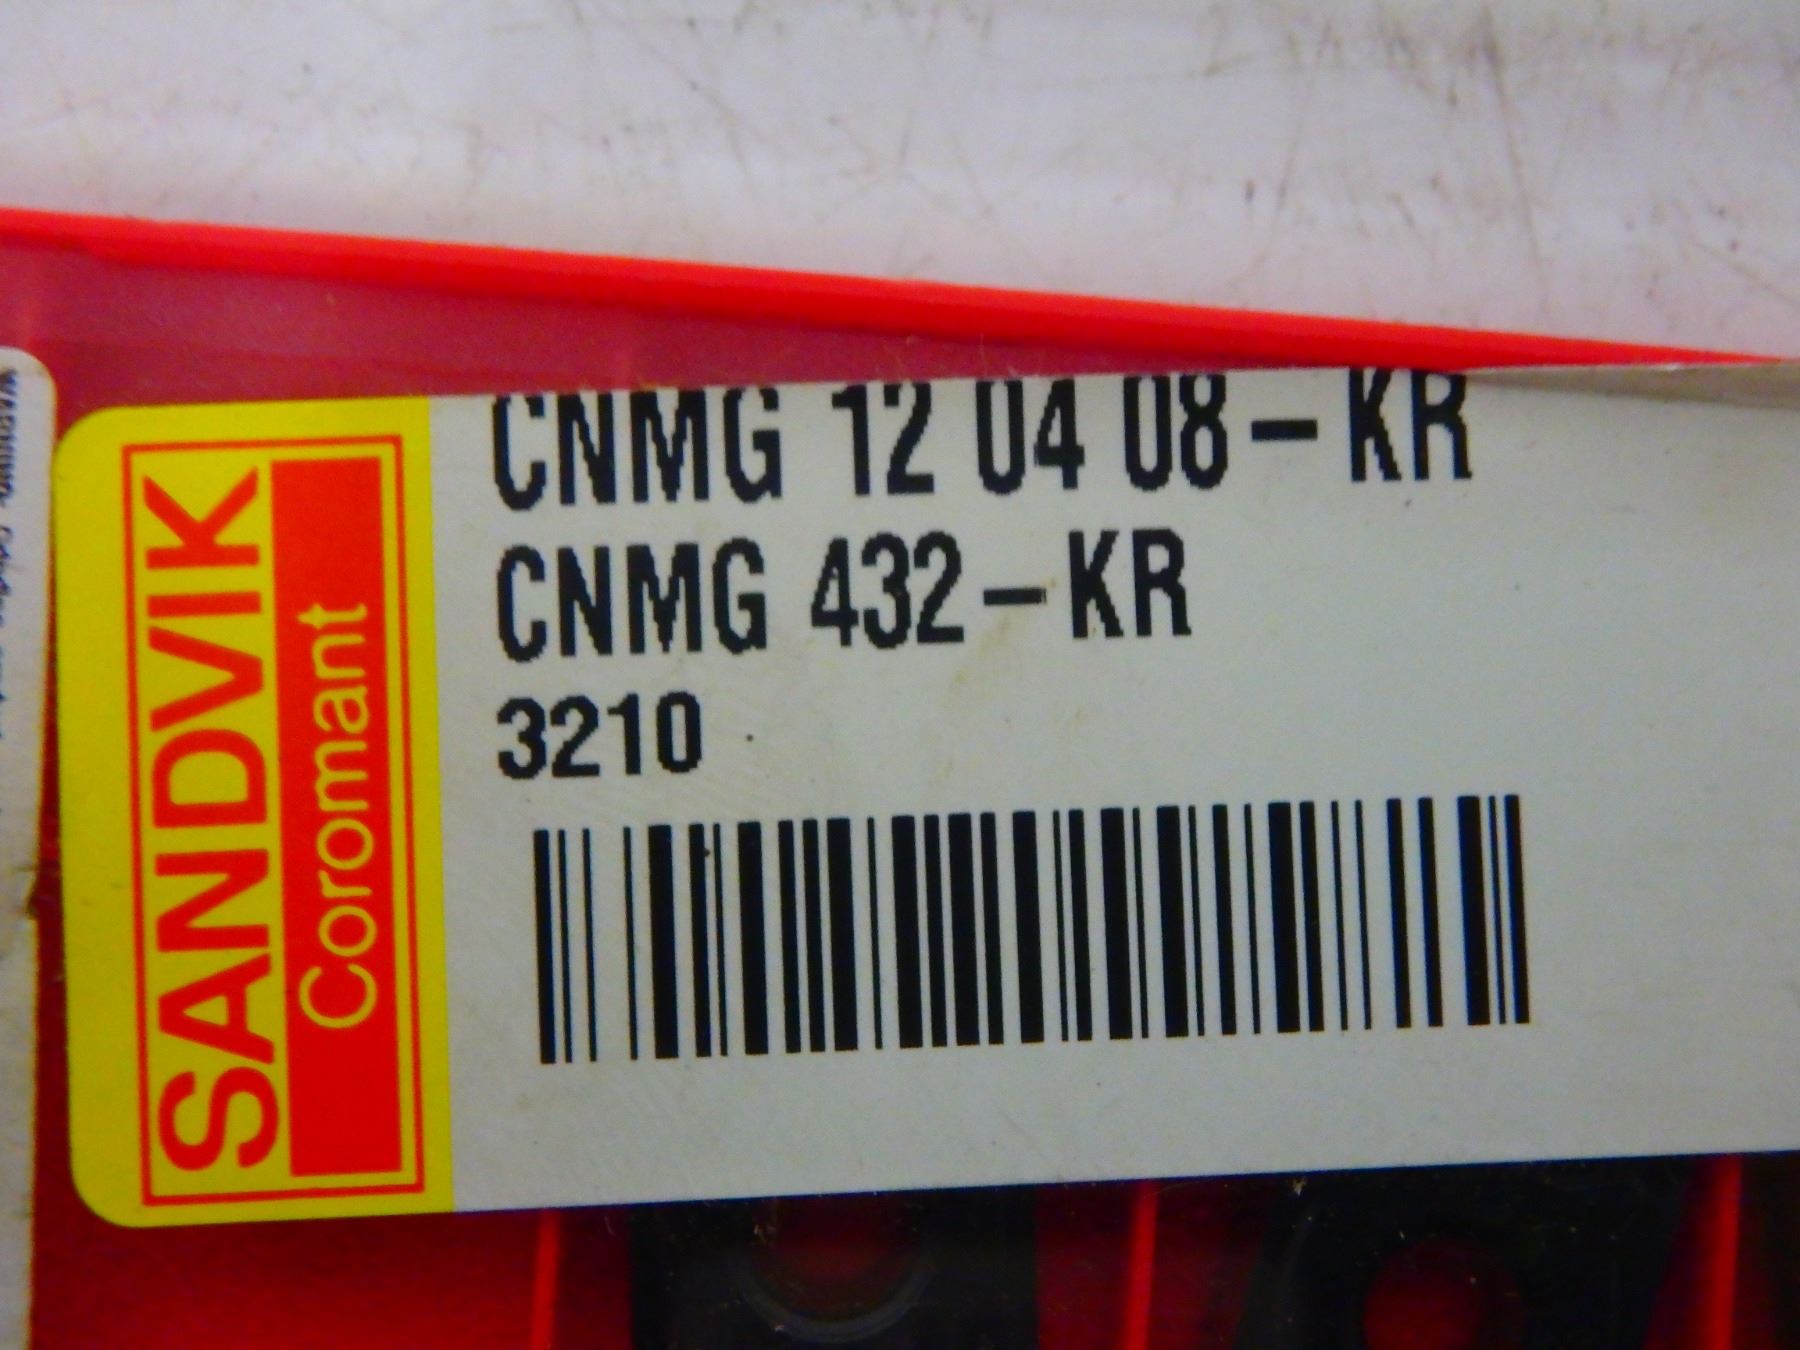 SANDVIK
Coromant
CNMG 12 04 08-KR
CNMG 432-KR
3210